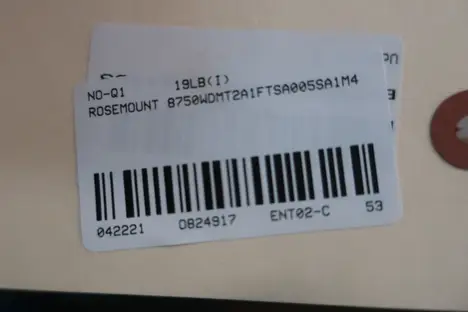 NO-Q1 19LB(I)
ROSEMOUNT 8750WDMT2A1FTSA005SA1M4
042221 0824917 ENT02-C 53